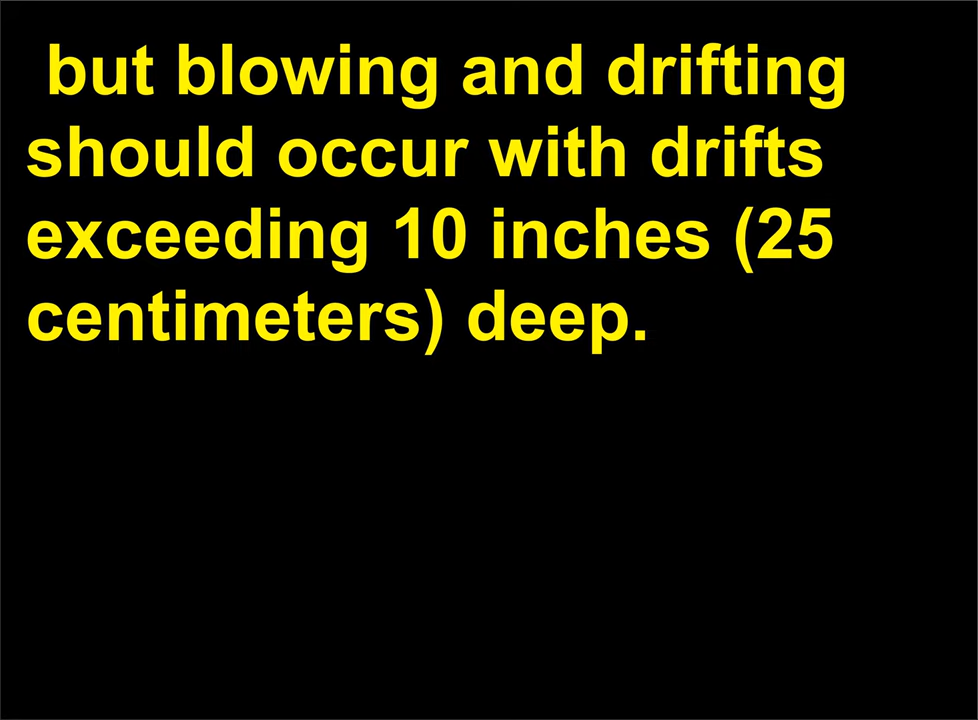 but blowing and drifting
should occur with drifts
exceeding 10 inches (25
centimeters) deep.